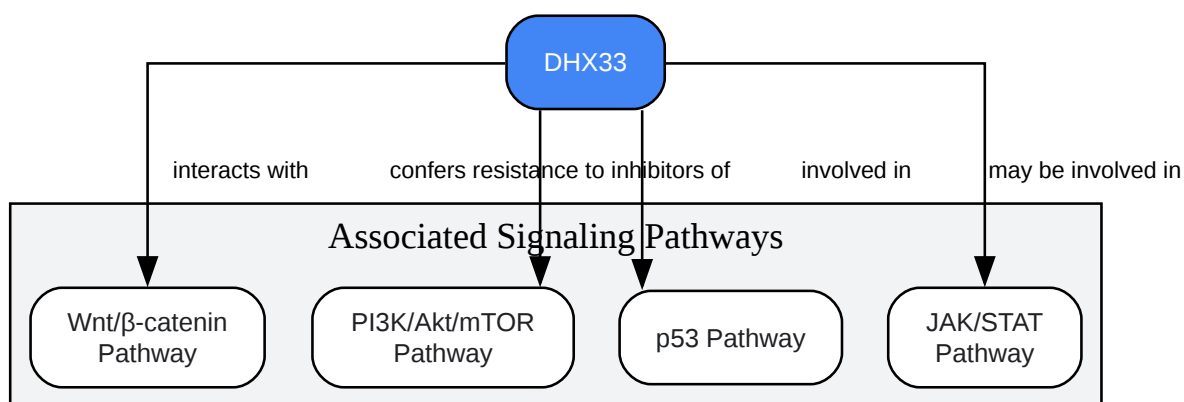 DHX33
interacts with
confers resistance to inhibitors of
involved in
may be involved in
Associated Signaling Pathways
Wnt/β-catenin
Pathway
PI3K/Akt/mTOR
Pathway
p53 Pathway
JAK/STAT
Pathway